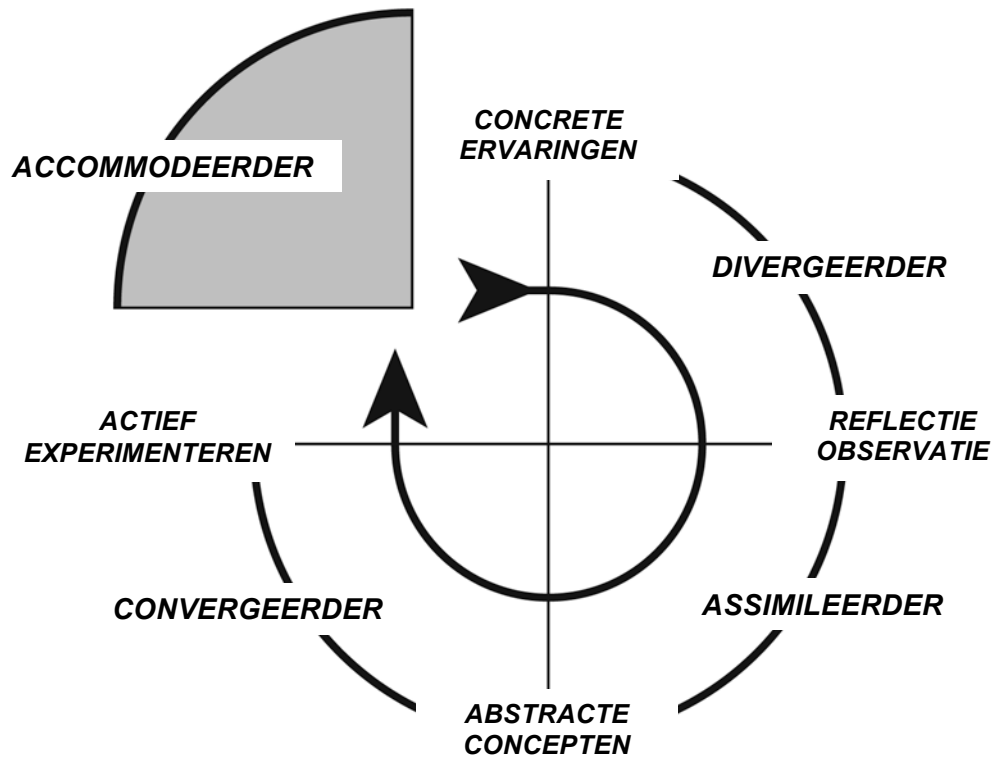 CONCRETE
ERVARINGEN
ACCOMMODEERDER
DIVERGEERDER
ACTIEF
EXPERIMENTEREN
REFLECTIE
OBSERVATIE
CONVERGEERDER
ASSIMILEERDER
ABSTRACTE
CONCEPTEN